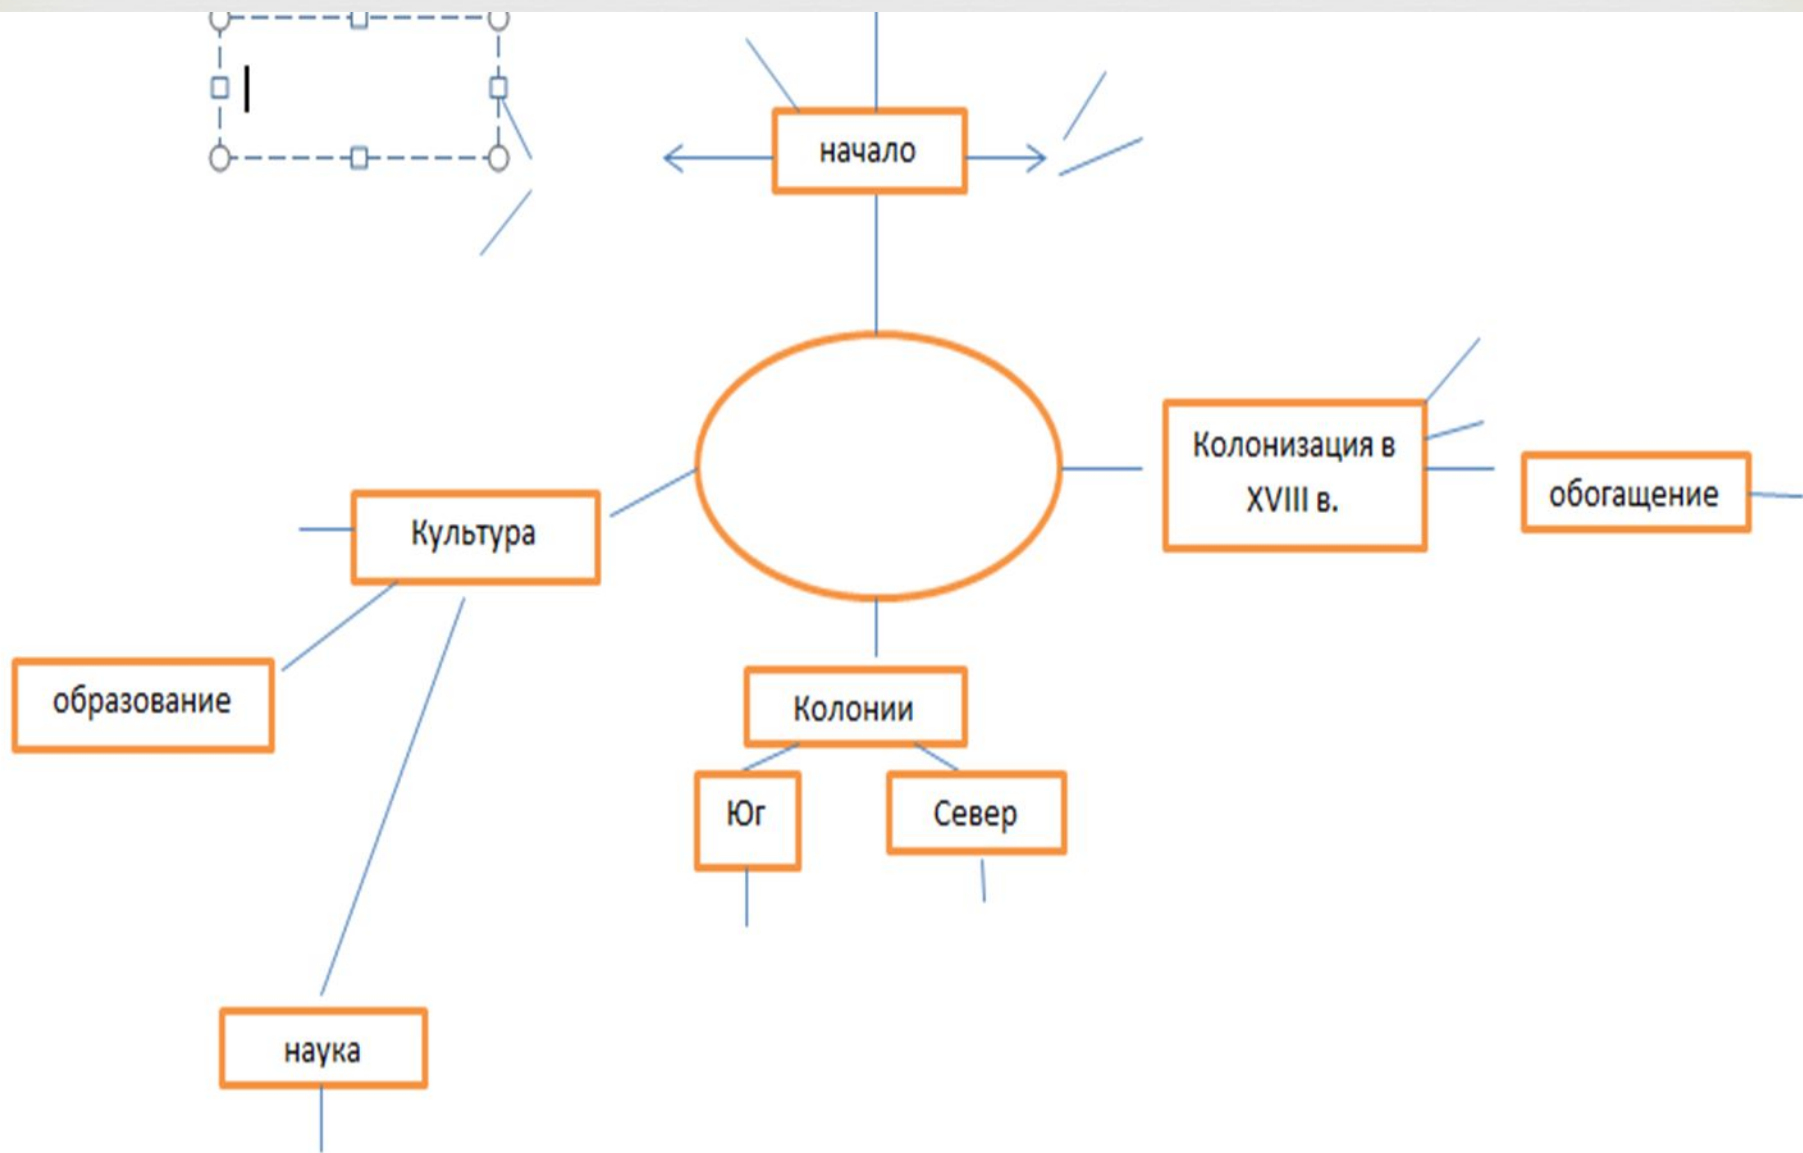 начало
Колонизация в
XVIII в.
обогащение
Культура
образование
Колонии
Юг
Север
наука